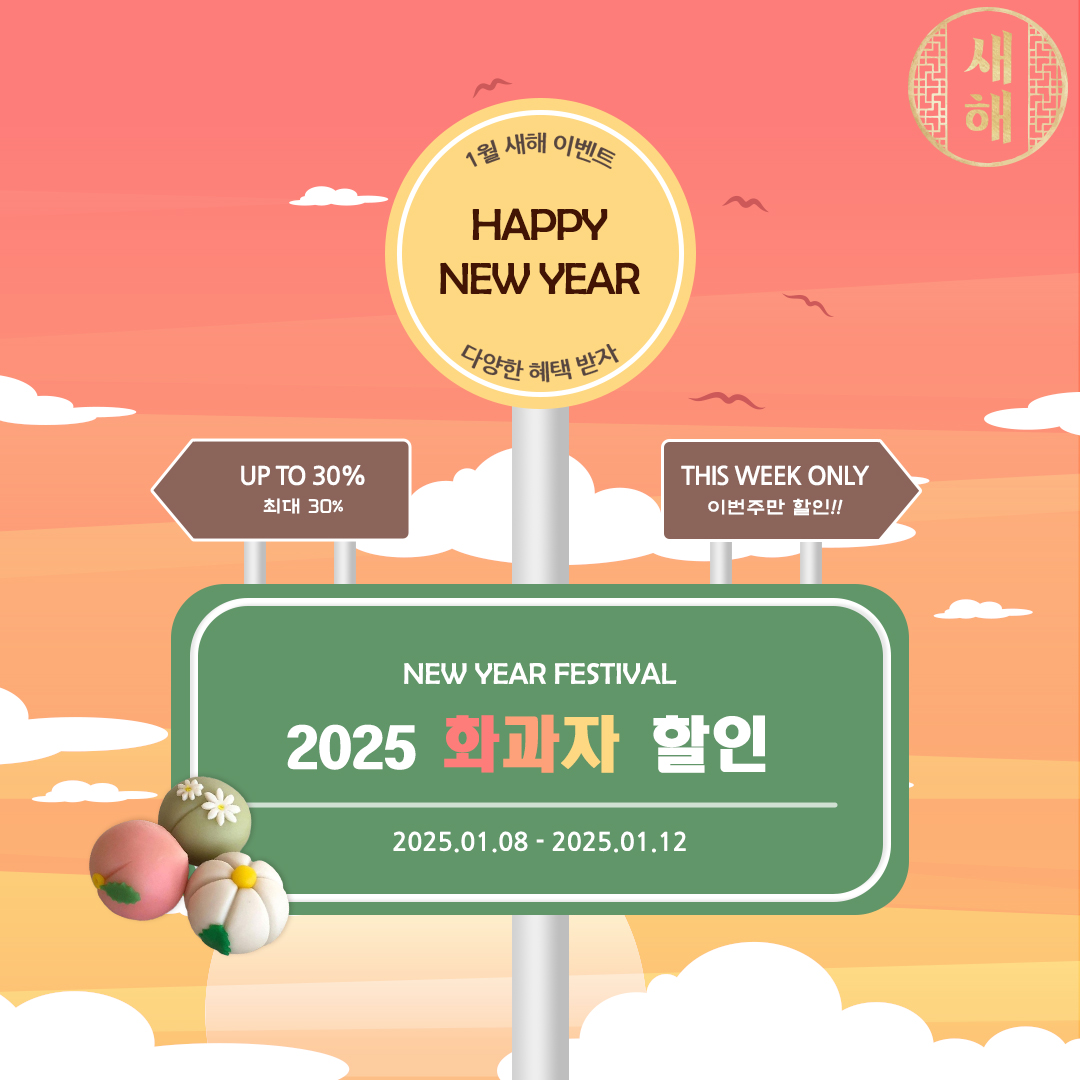 새
해
1월 새해 이벤트
HAPPY
NEW YEAR
다양한 혜택 받자
UP TO 30%
최대 30%
THIS WEEK ONLY
이번주만 할인!!
NEW YEAR FESTIVAL
2025 화과자 할인
2025.01.08 - 2025.01.12